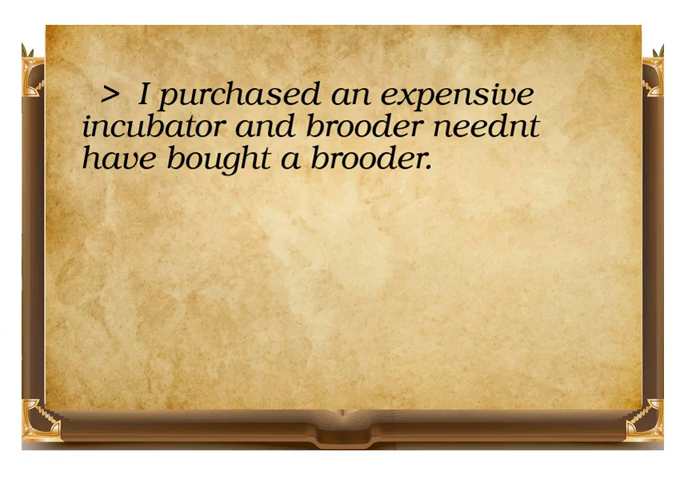 > I purchased an expensive
incubator and brooder neednt
have bought a brooder.